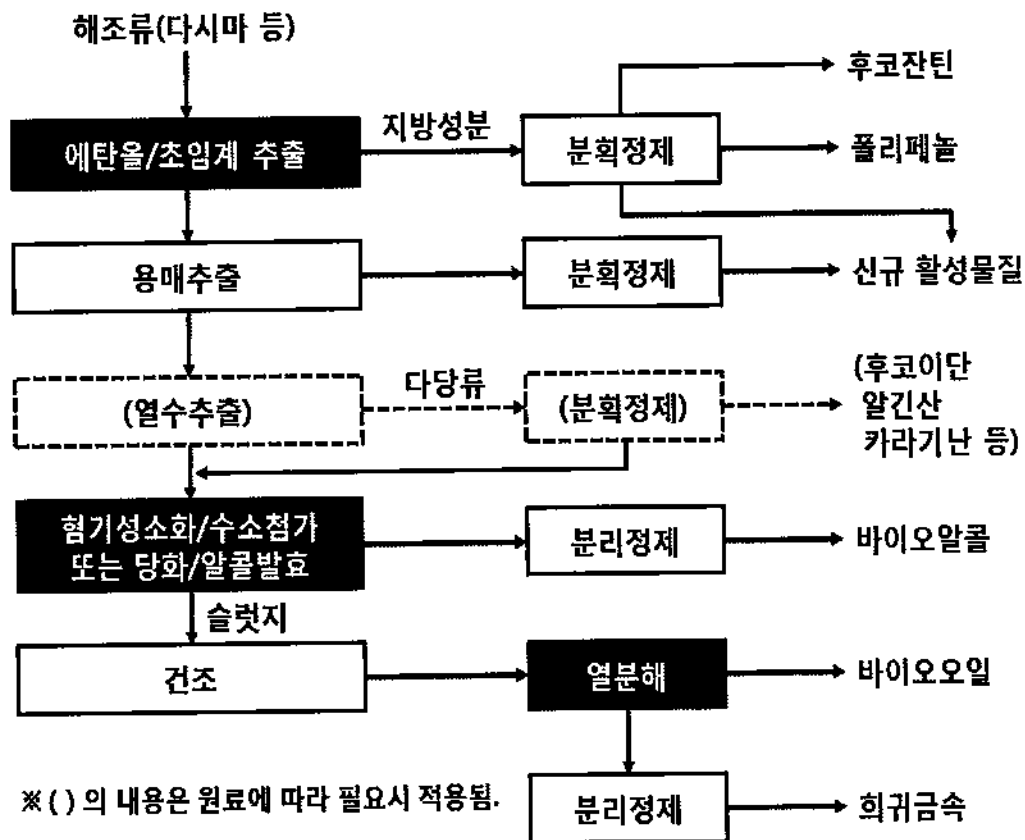 해조류(다시마 등)
후코잔틴
에탄올/초임계 추출
지방성분
분획정제
폴리페놀
용매추출
분획정제
신규 활성물질
(열수추출)
다당류
(분획정제)
(후코이단
알긴산
카라기난 등)
혐기성소화/수소첨가
또는 당화/알콜발효
분리정제
바이오알콜
슬럿지
건조
열분해
바이오오일
※ ( ) 의 내용은 원료에 따라 필요시 적용됨.
분리정제
희귀금속